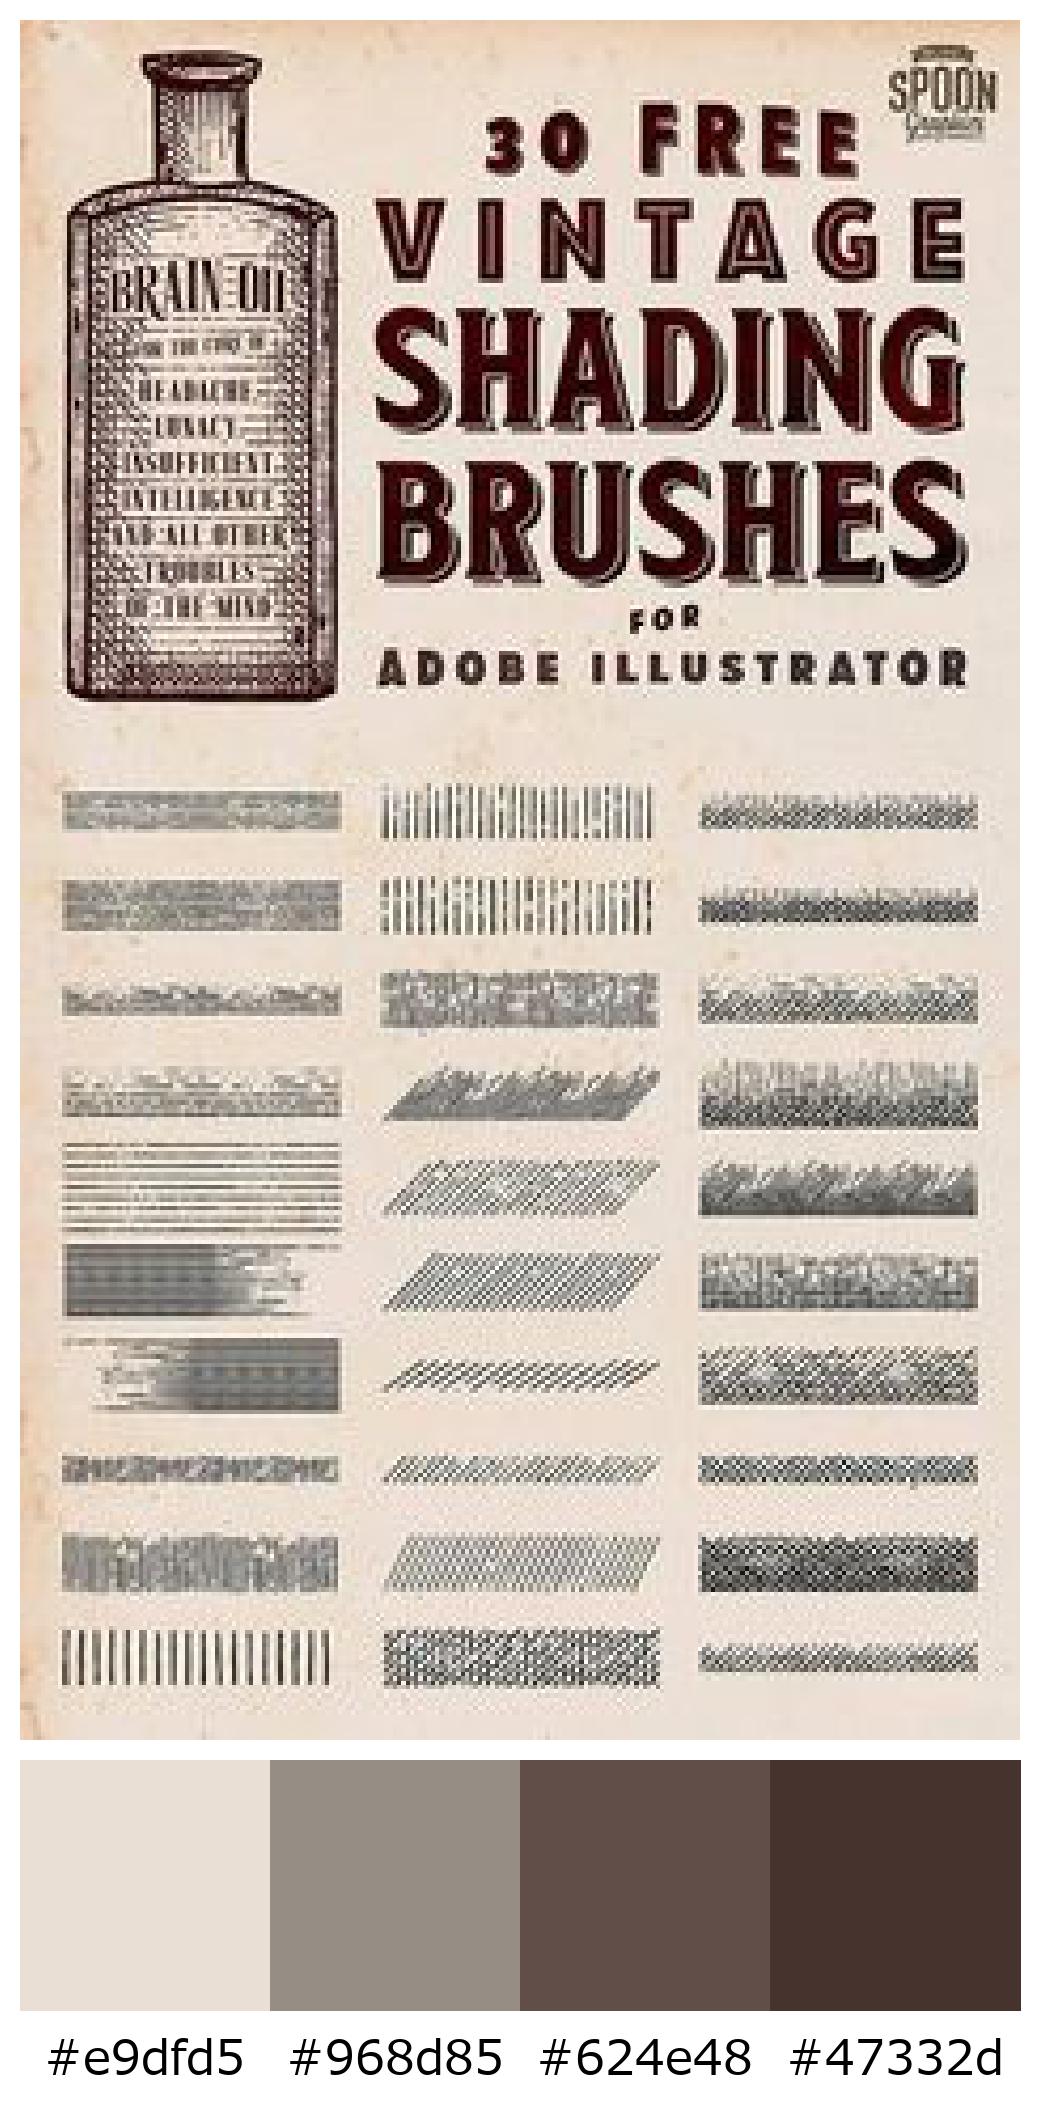 BRAIN OIL
FOR THE CURE OF
HEADACHE,
LUNACY,
INSUFFICIENT
INTELLIGENCE
AND ALL OTHER
TROUBLES
OF THE MIND
SPOON
Graphics
30 FREE
VINTAGE
SHADING
BRUSHES
FOR
ADOBE ILLUSTRATOR
#e9dfd5 #968d85 #624e48 #47332d